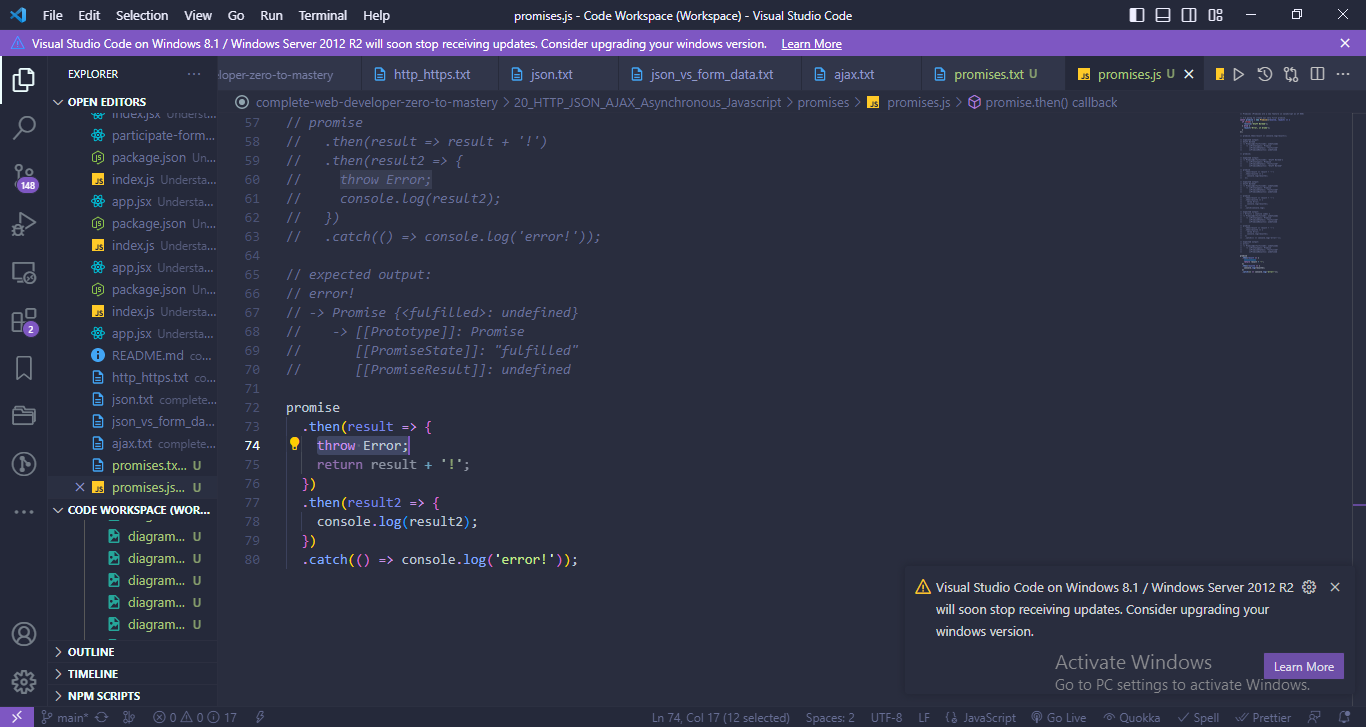 File Edit Selection View Go Run Terminal Help promises.js - Code Workspace (Workspace) - Visual Studio Code
Visual Studio Code on Windows 8.1 / Windows Server 2012 R2 will soon stop receiving updates. Consider upgrading your windows version. Learn More
EXPLORER
loper-zero-to-mastery http_https.txt json.txt json_vs_form_data.txt ajax.txt promises.txt U promises.js U
complete-web-developer-zero-to-mastery > 20_HTTP_JSON_AJAX_Asynchronous_Javascript > promises > promises.js > promise.then() callback
OPEN EDITORS
index.jsx Underst...
participate-form...
package.json Un...
index.js Understa...
app.jsx Understa...
package.json Un...
index.js Understa...
app.jsx Understa...
package.json Un...
index.js Understa...
app.jsx Understa...
README.md co...
http_https.txt co...
json.txt complete...
json_vs_form_da...
ajax.txt complete...
promises.tx... U
promises.js... U
CODE WORKSPACE (WOR...
diagram... U
diagram... U
diagram... U
diagram... U
diagram... U
OUTLINE
TIMELINE
NPM SCRIPTS
148
2
57 // promise
58 //   .then(result => result + '!')
59 //   .then(result2 => {
60 //     throw Error;
61 //     console.log(result2);
62 //   })
63 //   .catch(() => console.log('error!'));
64
65 // expected output:
66 // error!
67 // -> Promise {<fulfilled>: undefined}
68 //    -> [[Prototype]]: Promise
69 //       [[PromiseState]]: "fulfilled"
70 //       [[PromiseResult]]: undefined
71
72 promise
73   .then(result => {
74     throw Error;
75     return result + '!';
76   })
77   .then(result2 => {
78     console.log(result2);
79   })
80   .catch(() => console.log('error!'));
Visual Studio Code on Windows 8.1 / Windows Server 2012 R2
will soon stop receiving updates. Consider upgrading your
windows version.
Learn More
Activate Windows
Go to PC settings to activate Windows.
main* 0 0 17 Ln 74, Col 17 (12 selected) Spaces: 2 UTF-8 LF {} JavaScript Go Live Quokka Spell Prettier